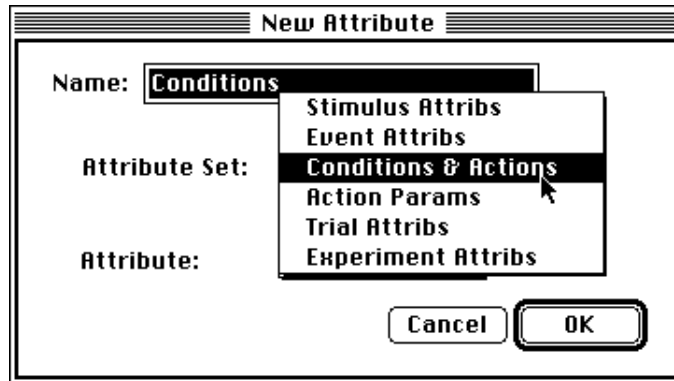 New Attribute
Name: Conditions
Stimulus Attribs
Event Attribs
Attribute Set: Conditions & Actions
Action Params
Trial Attribs
Attribute: Experiment Attribs
Cancel OK